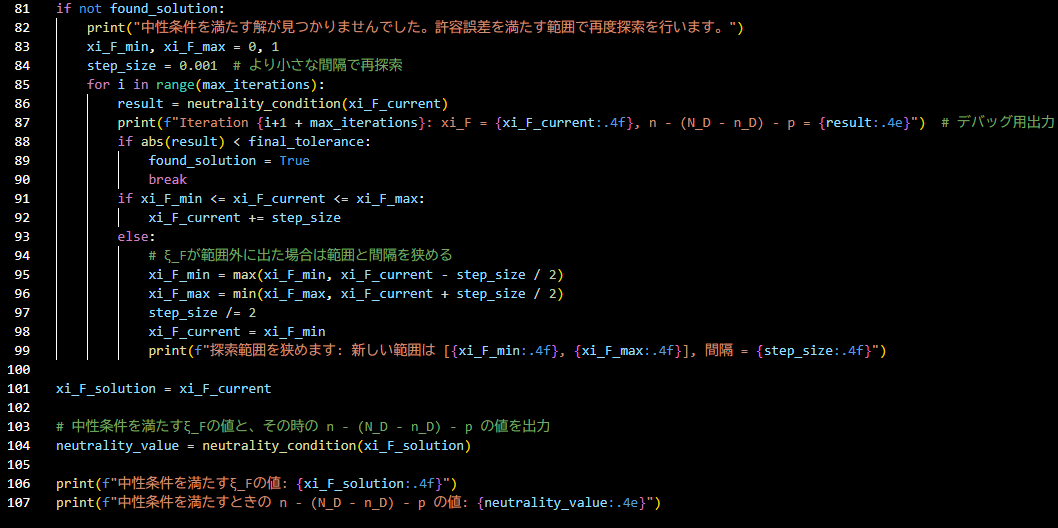 81 if not found_solution:
82     print("中性条件を満たす解が見つかりませんでした。許容誤差を満たす範囲で再度探索を行います。")
83     xi_F_min, xi_F_max = 0, 1
84     step_size = 0.001  # より小さな間隔で再探索
85     for i in range(max_iterations):
86         result = neutrality_condition(xi_F_current)
87         print(f"Iteration {i+1 + max_iterations}: xi_F = {xi_F_current:.4f}, n - (N_D - n_D) - p = {result:.4e}")  # デバッグ用出力
88         if abs(result) < final_tolerance:
89             found_solution = True
90             break
91         if xi_F_min <= xi_F_current <= xi_F_max:
92             xi_F_current += step_size
93         else:
94             # ξ_Fが範囲外に出た場合は範囲と間隔を狭める
95             xi_F_min = max(xi_F_min, xi_F_current - step_size / 2)
96             xi_F_max = min(xi_F_max, xi_F_current + step_size / 2)
97             step_size /= 2
98             xi_F_current = xi_F_min
99             print(f"探索範囲を狭めます: 新しい範囲は [{xi_F_min:.4f}, {xi_F_max:.4f}], 間隔 = {step_size:.4f}")
100
101 xi_F_solution = xi_F_current
102
103 # 中性条件を満たすξ_Fの値と、その時の n - (N_D - n_D) - p の値を出力
104 neutrality_value = neutrality_condition(xi_F_solution)
105
106 print(f"中性条件を満たすξ_Fの値: {xi_F_solution:.4f}")
107 print(f"中性条件を満たすときの n - (N_D - n_D) - p の値: {neutrality_value:.4e}")